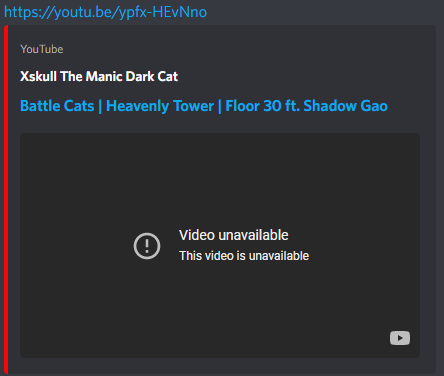 https://youtu.be/ypfx-HEvNno
YouTube
Xskull The Manic Dark Cat
Battle Cats | Heavenly Tower | Floor 30 ft. Shadow Gao
Video unavailable
This video is unavailable